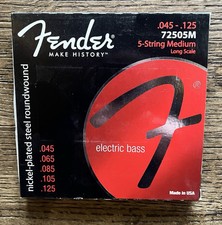 Fender
MAKE HISTORY™
.045 - .125
72505M
5-String Medium
Long Scale
nickel-plated steel roundwound
.045
.065
.085
.105
.125
electric bass
Made in USA